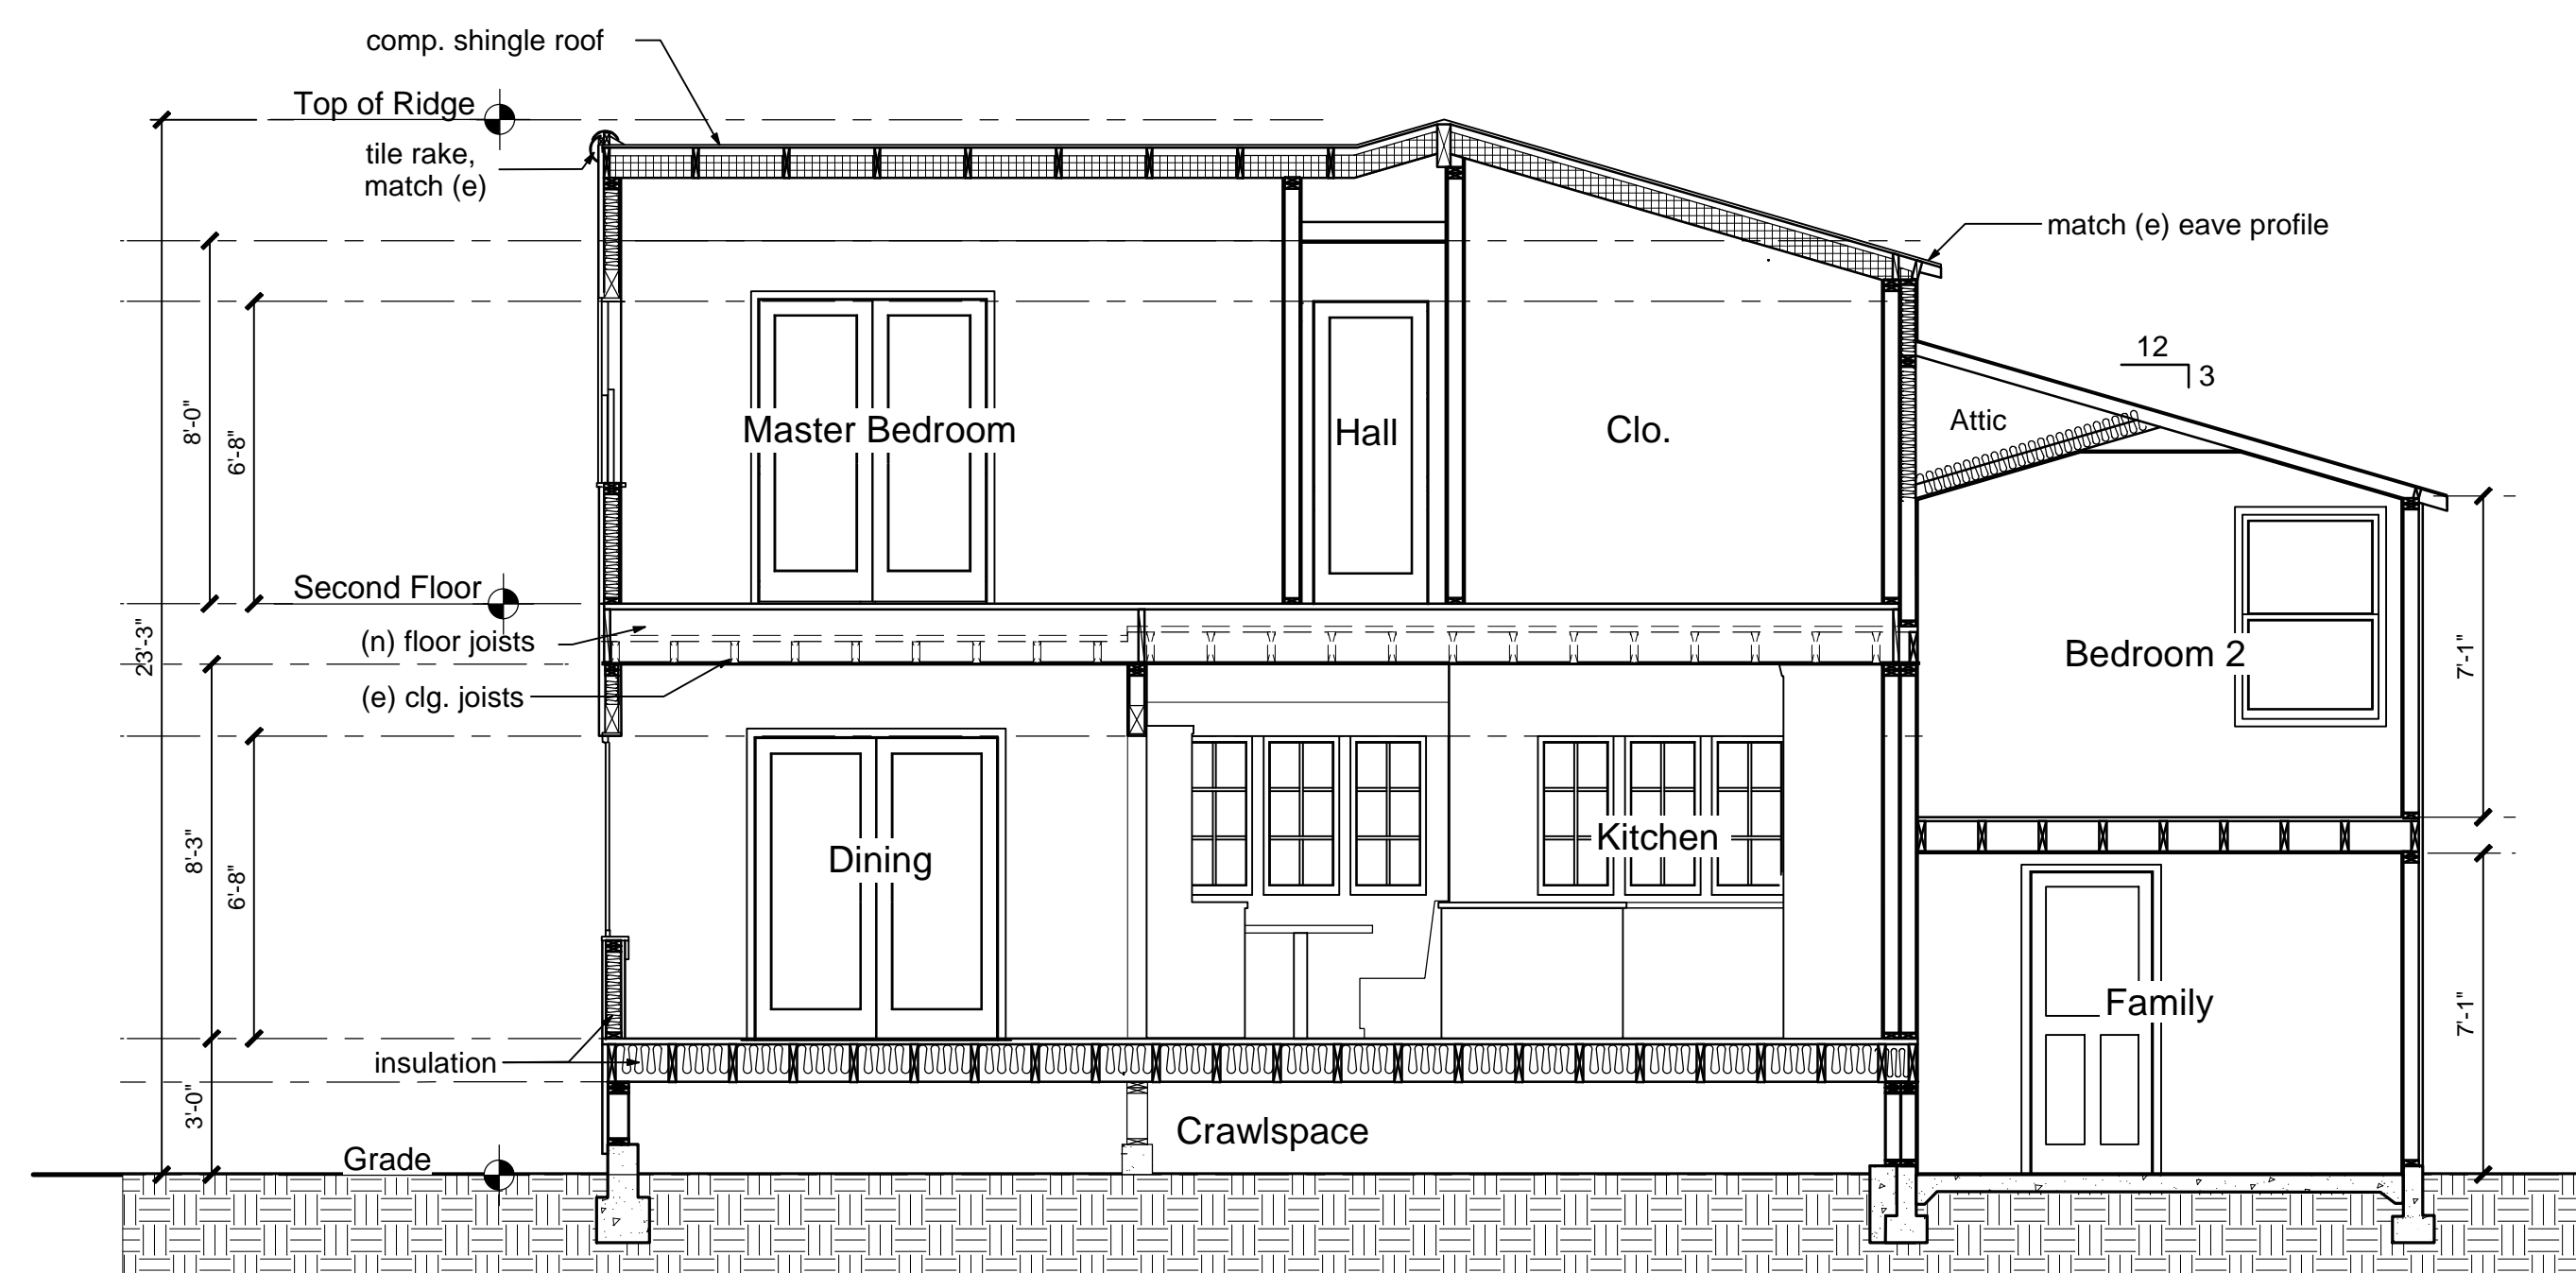 comp. shingle roof
Top of Ridge
tile rake,
match (e)
match (e) eave profile
12
3
8'-0"
6'-8"
Master Bedroom
Hall
Clo.
Attic
Second Floor
23'-3"
(n) floor joists
(e) clg. joists
Bedroom 2
7'-1"
8'-3"
6'-8"
Dining
Kitchen
Family
7'-1"
insulation
3'-0"
Crawlspace
Grade